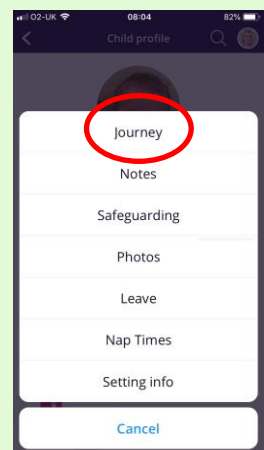 O2-UK 08:04 82%
Child profile
Journey
Notes
Safeguarding
Photos
Leave
Nap Times
Setting info
Cancel